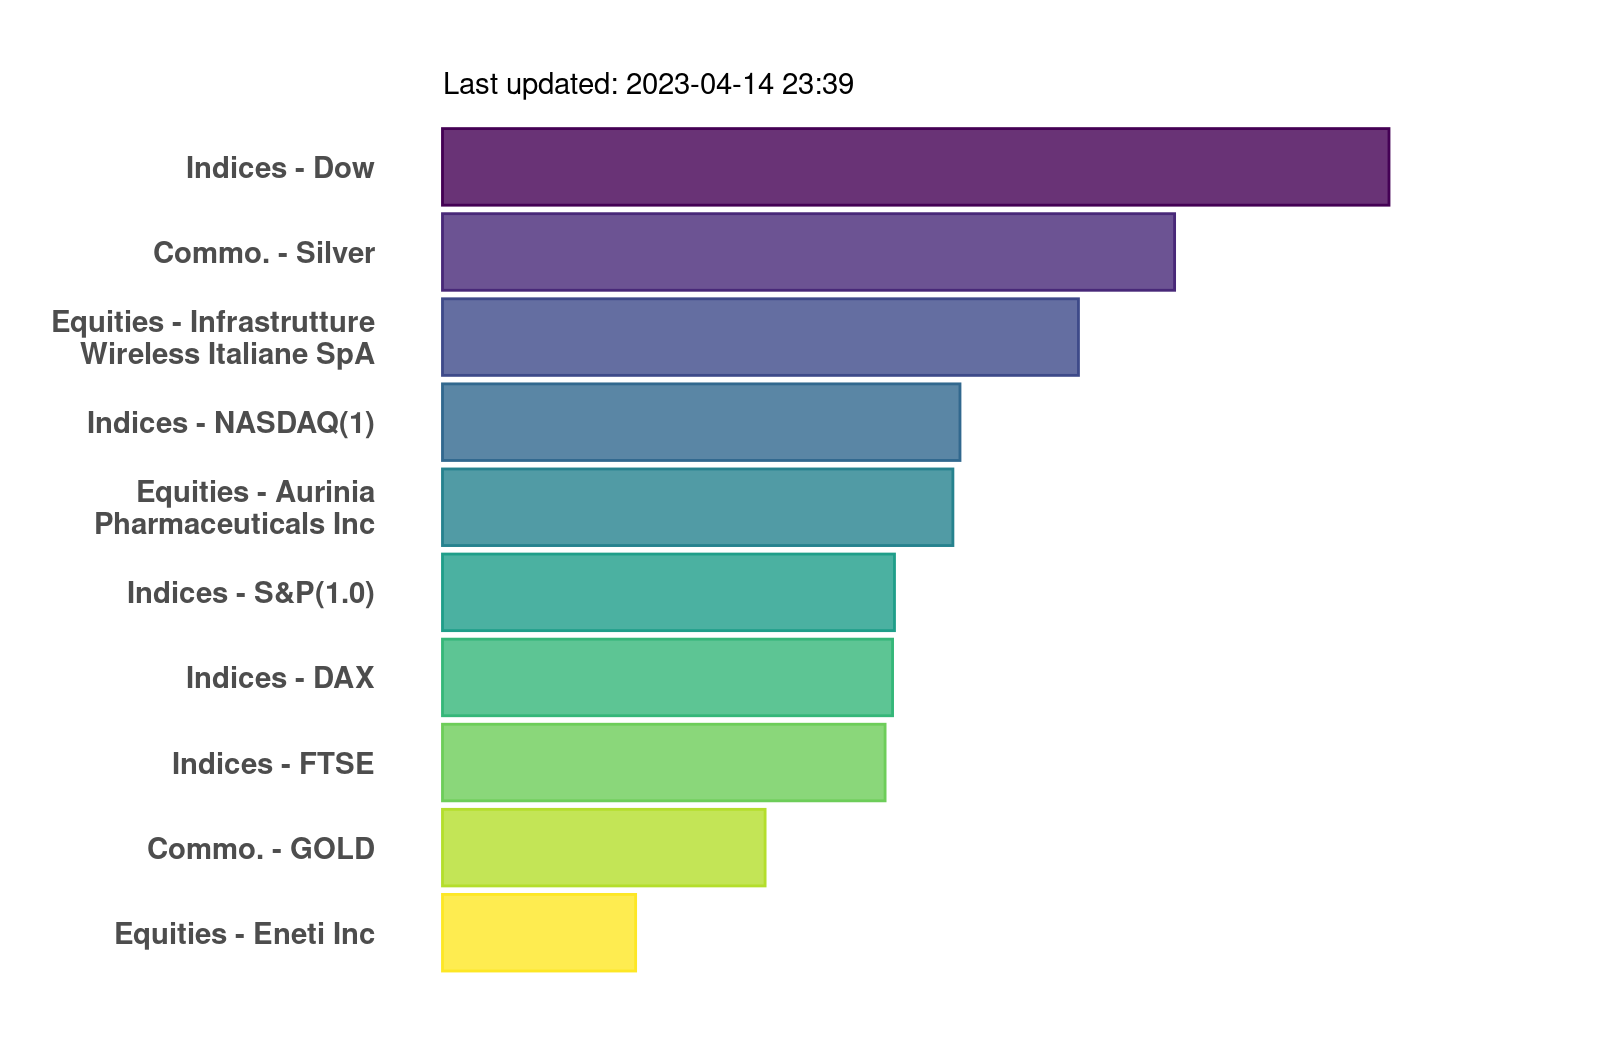 Last updated: 2023-04-14 23:39
Indices - Dow
Commo. - Silver
Equities - Infrastrutture
Wireless Italiane SpA
Indices - NASDAQ(1)
Equities - Aurinia
Pharmaceuticals Inc
Indices - S&P(1.0)
Indices - DAX
Indices - FTSE
Commo. - GOLD
Equities - Eneti Inc